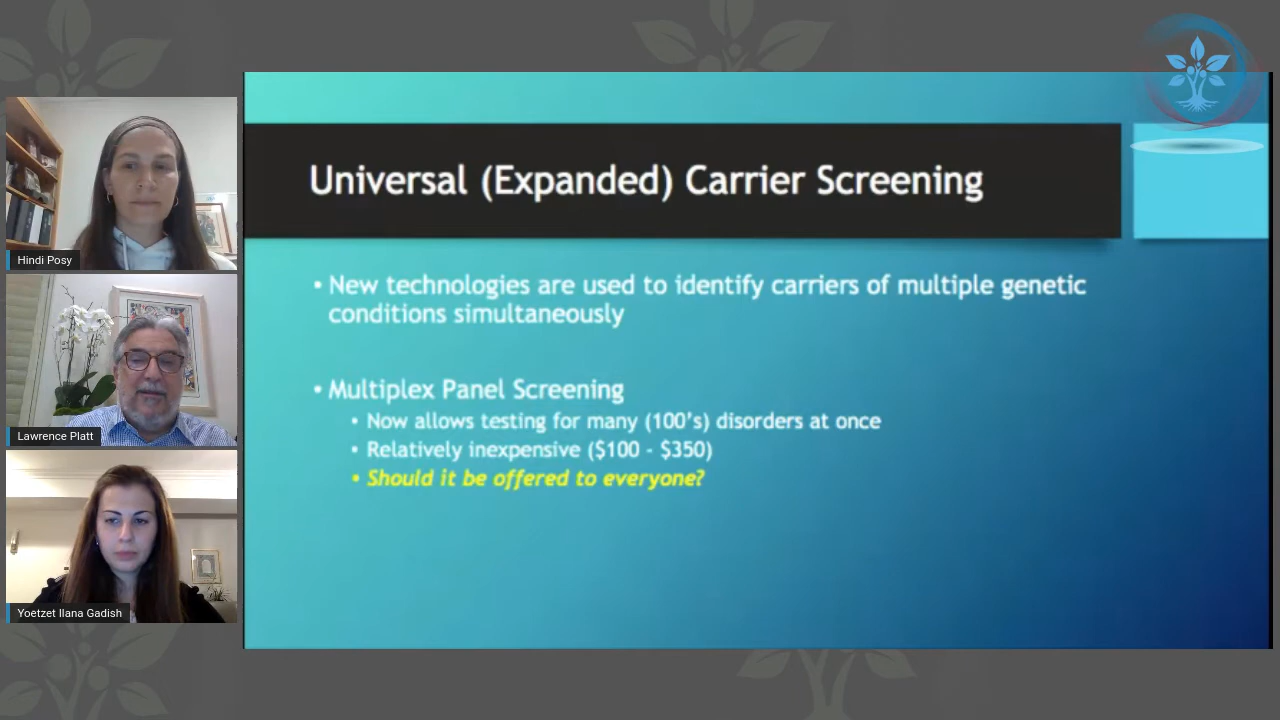 Universal (Expanded) Carrier Screening
• New technologies are used to identify carriers of multiple genetic
conditions simultaneously
• Multiplex Panel Screening
• Now allows testing for many (100's) disorders at once
• Relatively inexpensive ($100 - $350)
• Should it be offered to everyone?
Hindi Posy
Lawrence Platt
Yoetzet Ilana Gadish